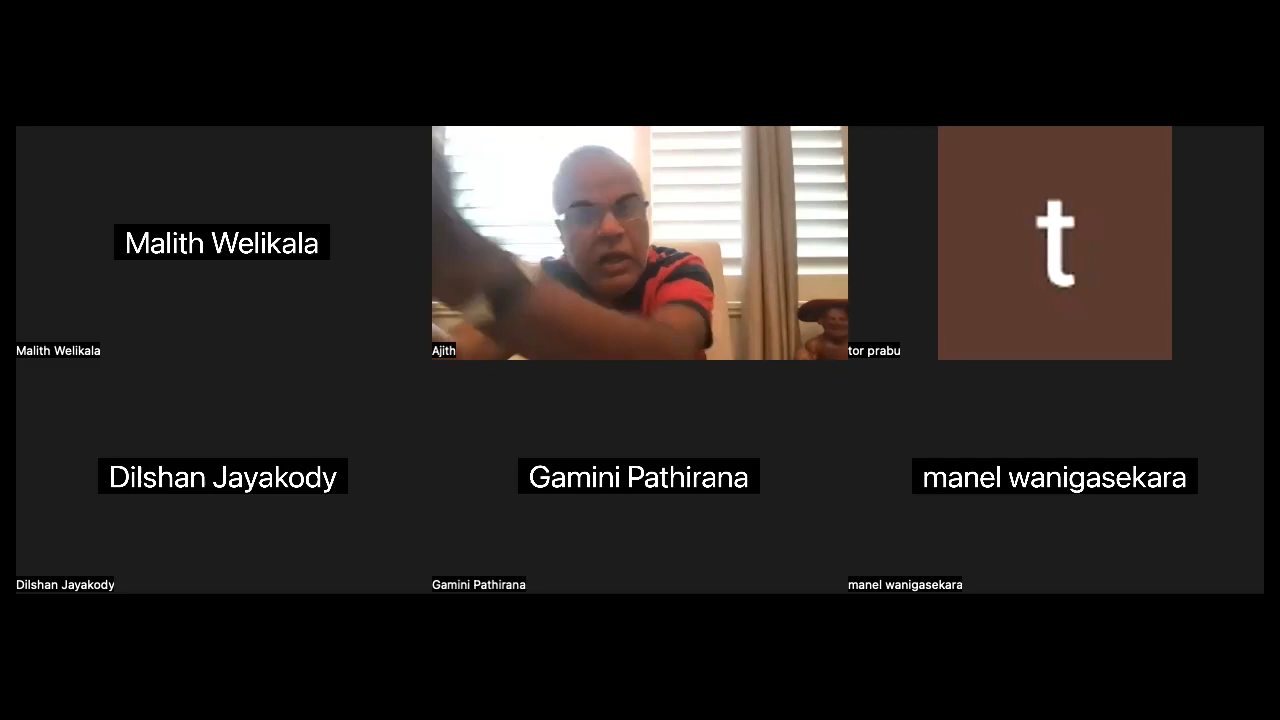 Malith Welikala
Malith Welikala
Ajith
t
tor prabu
Dilshan Jayakody
Dilshan Jayakody
Gamini Pathirana
Gamini Pathirana
manel wanigasekara
manel wanigasekara